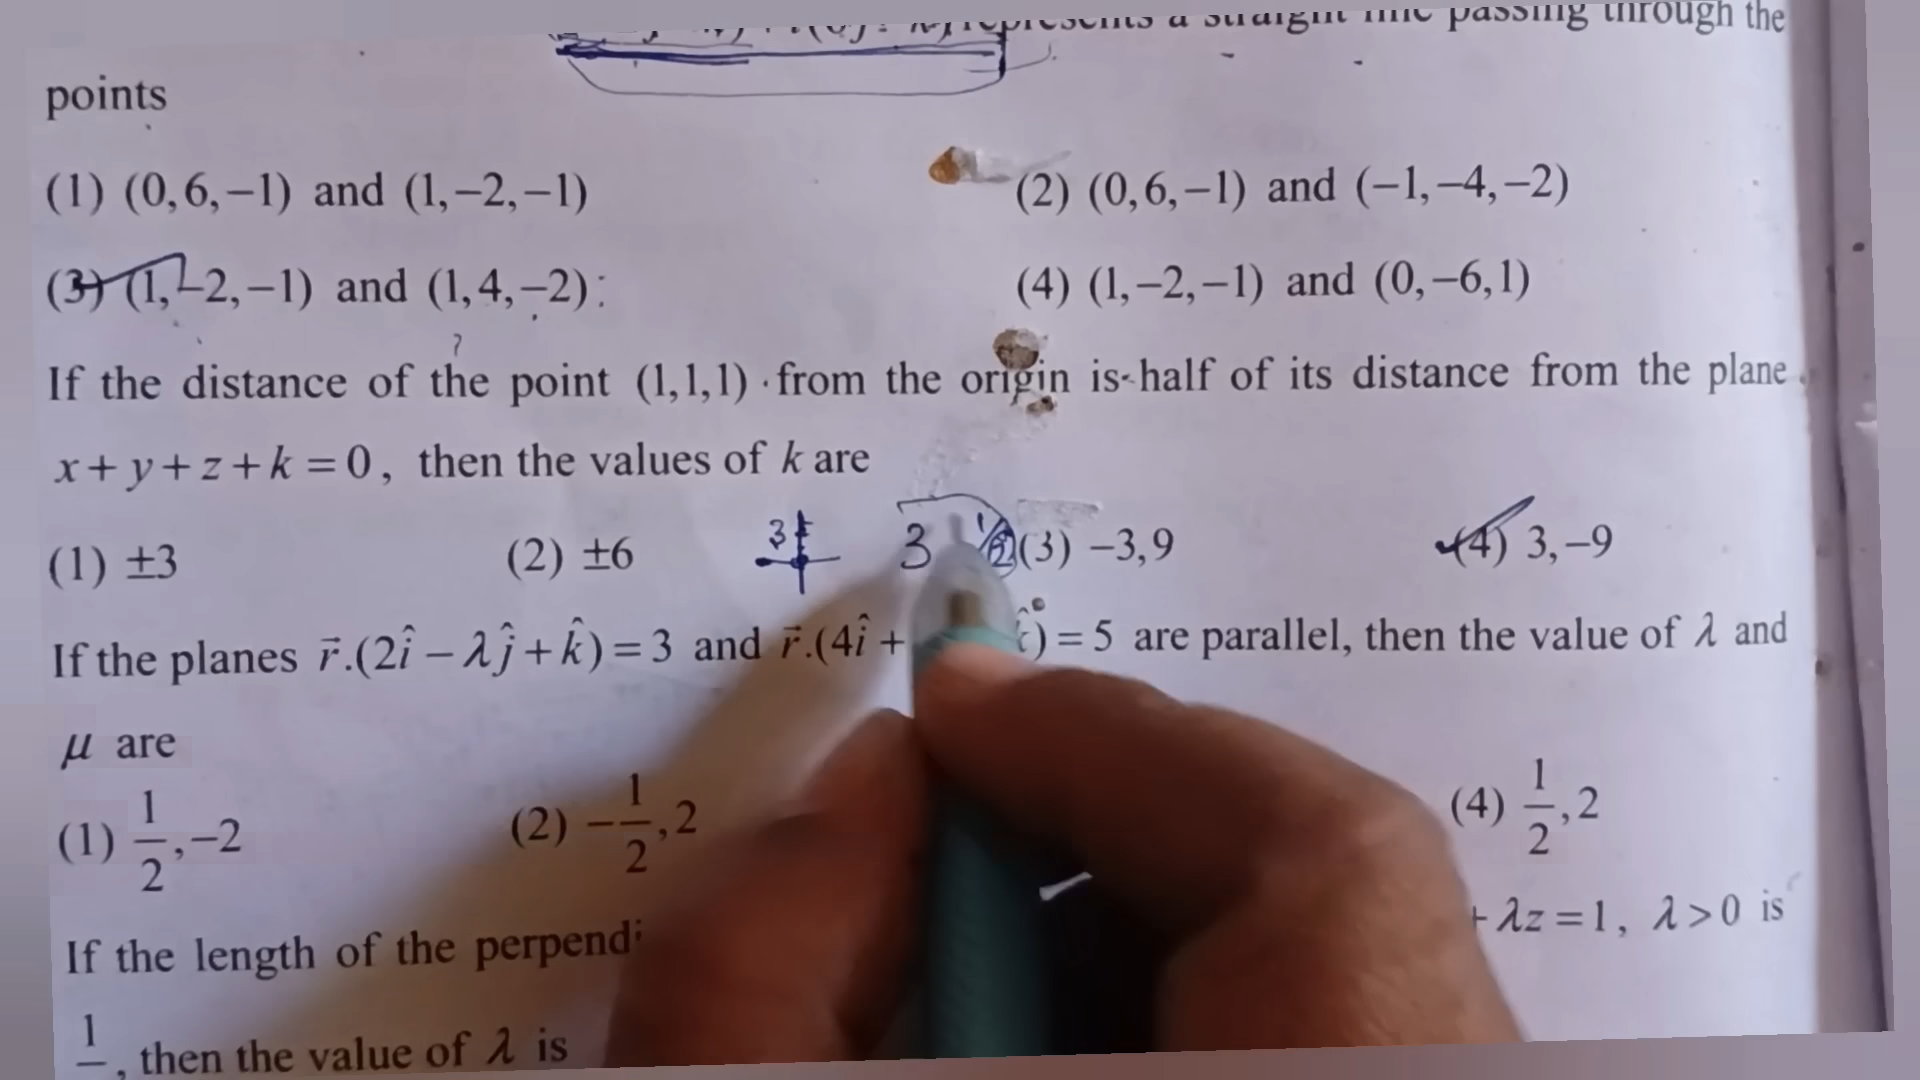 represents a straight line passing through the
points
(1) (0,6,−1) and (1,−2,−1)
(2) (0,6,−1) and (−1,−4,−2)
(3) (1,−2,−1) and (1,4,−2)
(4) (1,−2,−1) and (0,−6,1)
If the distance of the point (1,1,1) from the origin is half of its distance from the plane
x+y+z+k=0, then the values of k are
(1) ±3
(2) ±6
3
3
(3) −3,9
(4) 3,−9
If the planes r⃗.(2î − λĵ + k̂) = 3 and r⃗.(4î + k̂) = 5 are parallel, then the value of λ and
μ are
(1) 1/2,−2
(2) −1/2,2
(4) 1/2,2
If the length of the + λz = 1, λ > 0 is
then the value of λ is